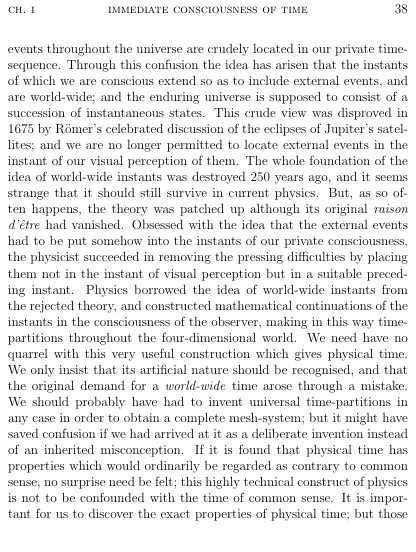 CH. I IMMEDIATE CONSCIOUSNESS OF TIME 38
events throughout the universe are crudely located in our private time-
sequence. Through this confusion the idea has arisen that the instants
of which we are conscious extend so as to include external events, and
are world-wide; and the enduring universe is supposed to consist of a
succession of instantaneous states. This crude view was disproved in
1675 by Römer's celebrated discussion of the eclipses of Jupiter's satel-
lites; and we are no longer permitted to locate external events in the
instant of our visual perception of them. The whole foundation of the
idea of world-wide instants was destroyed 250 years ago, and it seems
strange that it should still survive in current physics. But, as so of-
ten happens, the theory was patched up although its original raison
d'être had vanished. Obsessed with the idea that the external events
had to be put somehow into the instants of our private consciousness,
the physicist succeeded in removing the pressing difficulties by placing
them not in the instant of visual perception but in a suitable preced-
ing instant. Physics borrowed the idea of world-wide instants from
the rejected theory, and constructed mathematical continuations of the
instants in the consciousness of the observer, making in this way time-
partitions throughout the four-dimensional world. We need have no
quarrel with this very useful construction which gives physical time.
We only insist that its artificial nature should be recognised, and that
the original demand for a world-wide time arose through a mistake.
We should probably have had to invent universal time-partitions in
any case in order to obtain a complete mesh-system; but it might have
saved confusion if we had arrived at it as a deliberate invention instead
of an inherited misconception. If it is found that physical time has
properties which would ordinarily be regarded as contrary to common
sense, no surprise need be felt; this highly technical construct of physics
is not to be confounded with the time of common sense. It is impor-
tant for us to discover the exact properties of physical time; but those